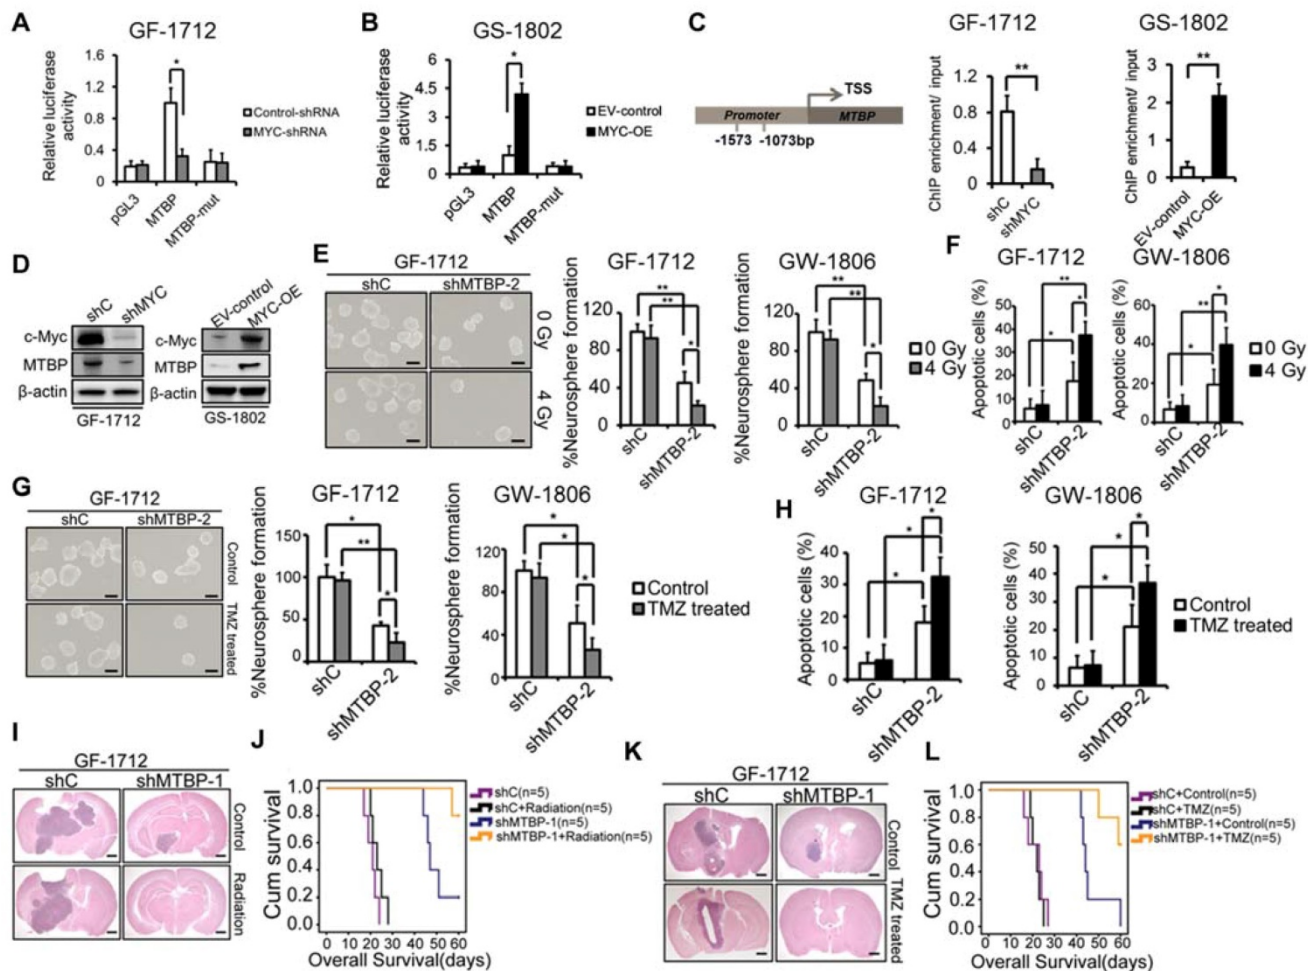 A
GF-1712
Relative luciferase activity
1.6
1.2
0.8
0.4
0
*
Control-shRNA
MYC-shRNA
pGL3
MTBP
MTBP-mut
B
GS-1802
Relative luciferase activity
6
4.5
3
1.5
0
*
EV-control
MYC-OE
pGL3
MTBP
MTBP-mut
C
TSS
Promoter
MTBP
-1573
-1073bp
GF-1712
ChIP enrichment/ input
1.2
0.8
0.4
0
**
shC
shMYC
GS-1802
ChIP enrichment/ input
3
2
1
0
**
EV-control
MYC-OE
D
shC
shMYC
c-Myc
MTBP
β-actin
GF-1712
EV-control
MYC-OE
c-Myc
MTBP
β-actin
GS-1802
E
GF-1712
shC
shMTBP-2
0 Gy
4 Gy
GF-1712
%Neurosphere formation
120
80
40
0
**
**
*
shC
shMTBP-2
GW-1806
%Neurosphere formation
120
80
40
0
**
**
*
shC
shMTBP-2
0 Gy
4 Gy
F
GF-1712
Apoptotic cells (%)
50
40
30
20
10
0
**
*
*
shC
shMTBP-2
GW-1806
Apoptotic cells (%)
50
40
30
20
10
0
*
**
*
shC
shMTBP-2
0 Gy
4 Gy
G
GF-1712
shC
shMTBP-2
Control
TMZ treated
GF-1712
%Neurosphere formation
150
100
50
0
*
**
*
shC
shMTBP-2
GW-1806
%Neurosphere formation
120
80
40
0
*
*
*
shC
shMTBP-2
Control
TMZ treated
H
GF-1712
Apoptotic cells (%)
40
30
20
10
0
*
*
*
shC
shMTBP-2
GW-1806
Apoptotic cells (%)
50
40
30
20
10
0
*
*
*
shC
shMTBP-2
Control
TMZ treated
I
GF-1712
shC
shMTBP-1
Control
Radiation
J
Cum survival
1.0
0.8
0.6
0.4
0.2
0.0
0 10 20 30 40 50 60
Overall Survival(days)
shC(n=5)
shC+Radiation(n=5)
shMTBP-1(n=5)
shMTBP-1+Radiation(n=5)
K
GF-1712
shC
shMTBP-1
Control
TMZ treated
L
Cum survival
1.0
0.8
0.6
0.4
0.2
0.0
0 10 20 30 40 50 60
Overall Survival(days)
shC+Control(n=5)
shC+TMZ(n=5)
shMTBP-1+Control(n=5)
shMTBP-1+TMZ(n=5)